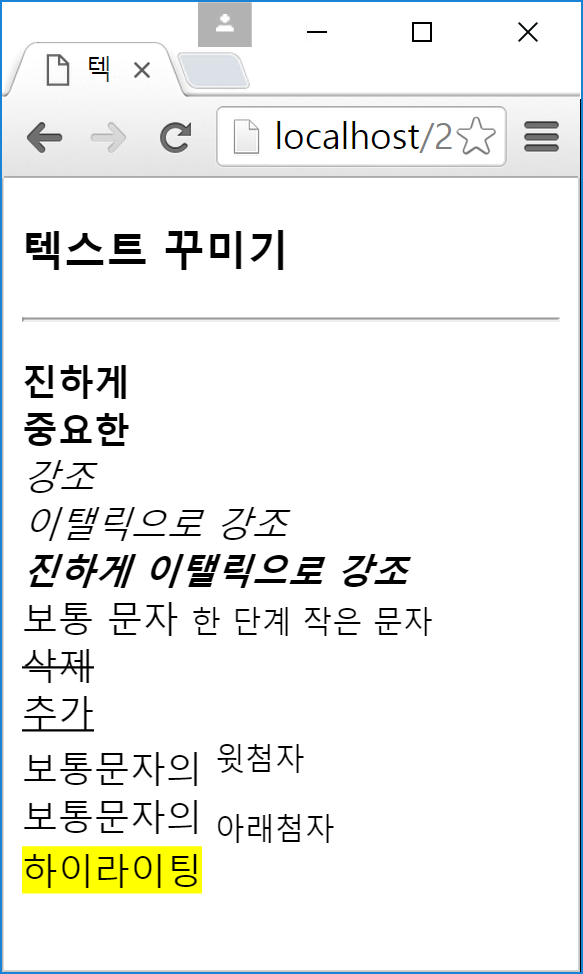 텍
localhost/2
텍스트 꾸미기
진하게
중요한
강조
이탤릭으로 강조
진하게 이탤릭으로 강조
보통 문자 한 단계 작은 문자
삭제
추가
보통문자의 윗첨자
보통문자의 아래첨자
하이라이팅